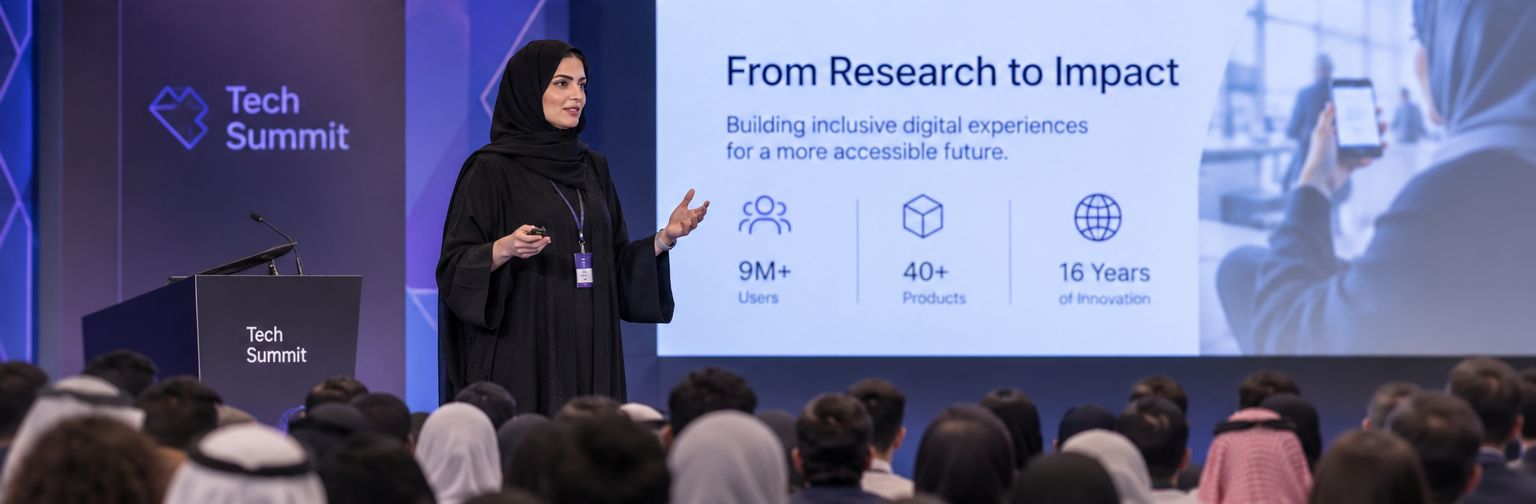 Tech
Summit
Tech
Summit
From Research to Impact
Building inclusive digital experiences
for a more accessible future.
9M+
Users
40+
Products
16 Years
of Innovation